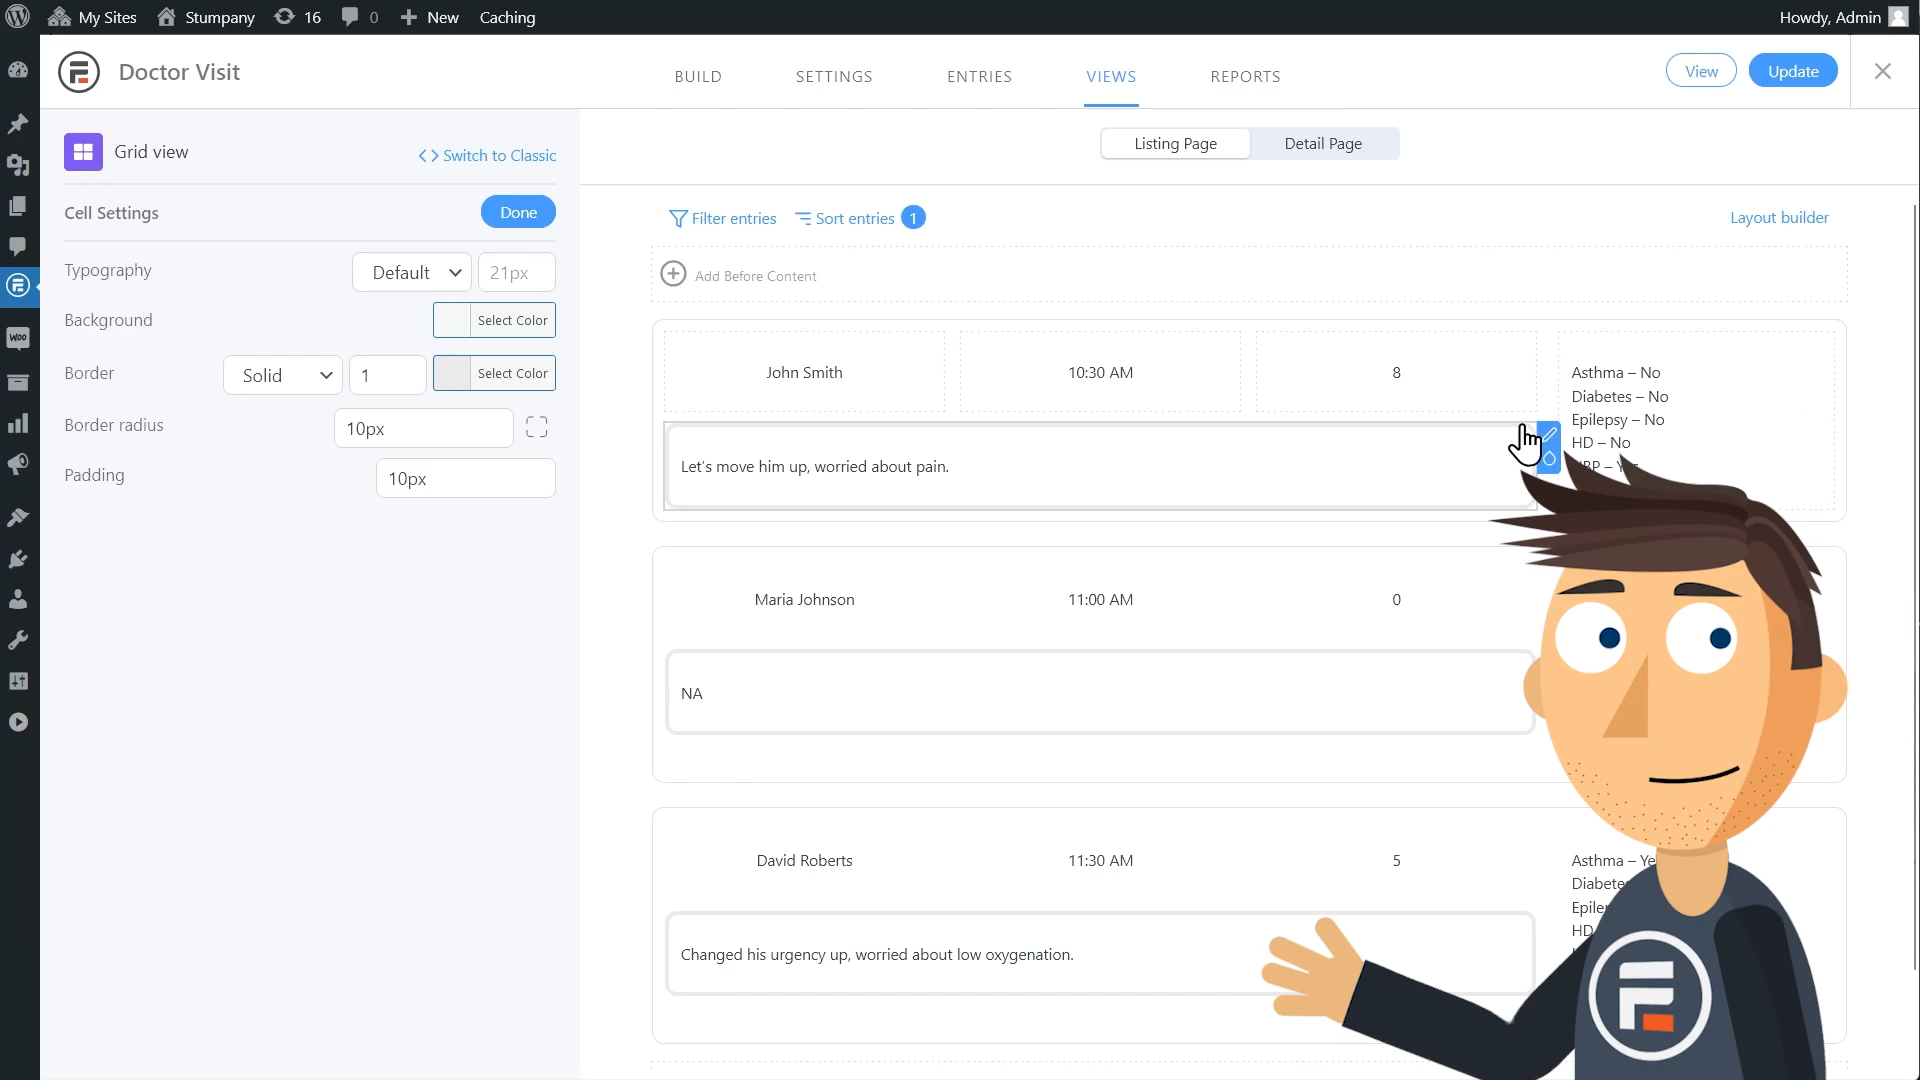 My Sites
Stumpany
16
0
New
Caching
Howdy, Admin
Doctor Visit
BUILD
SETTINGS
ENTRIES
VIEWS
REPORTS
View
Update
Grid view
Switch to Classic
Listing Page
Detail Page
Cell Settings
Done
Filter entries
Sort entries 1
Layout builder
Typography
Default
21px
Add Before Content
Background
Select Color
Border
Solid
1
Select Color
Border radius
10px
Padding
10px
WOO
John Smith
10:30 AM
8
Asthma – No
Diabetes – No
Epilepsy – No
HD – No
Let's move him up, worried about pain.
Maria Johnson
11:00 AM
0
NA
David Roberts
11:30 AM
5
Asthma –
HD
Changed his urgency up, worried about low oxygenation.